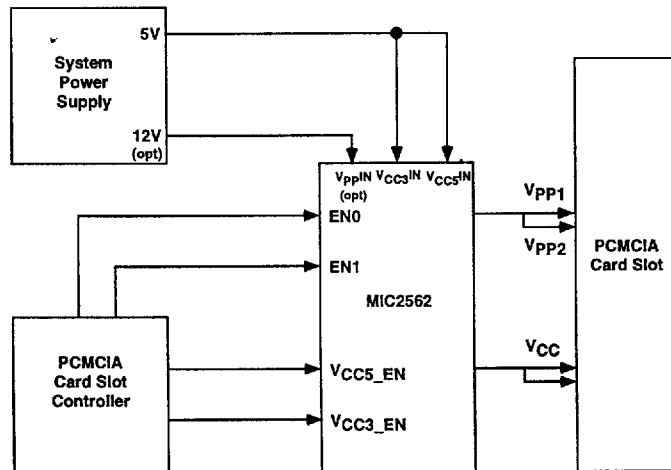 System
Power
Supply
5V
12V
(opt)
VPPIN VCC3IN VCC5IN
(opt)
EN0
EN1
MIC2562
VCC5_EN
VCC3_EN
PCMCIA
Card Slot
Controller
VPP1
VPP2
VCC
PCMCIA
Card Slot